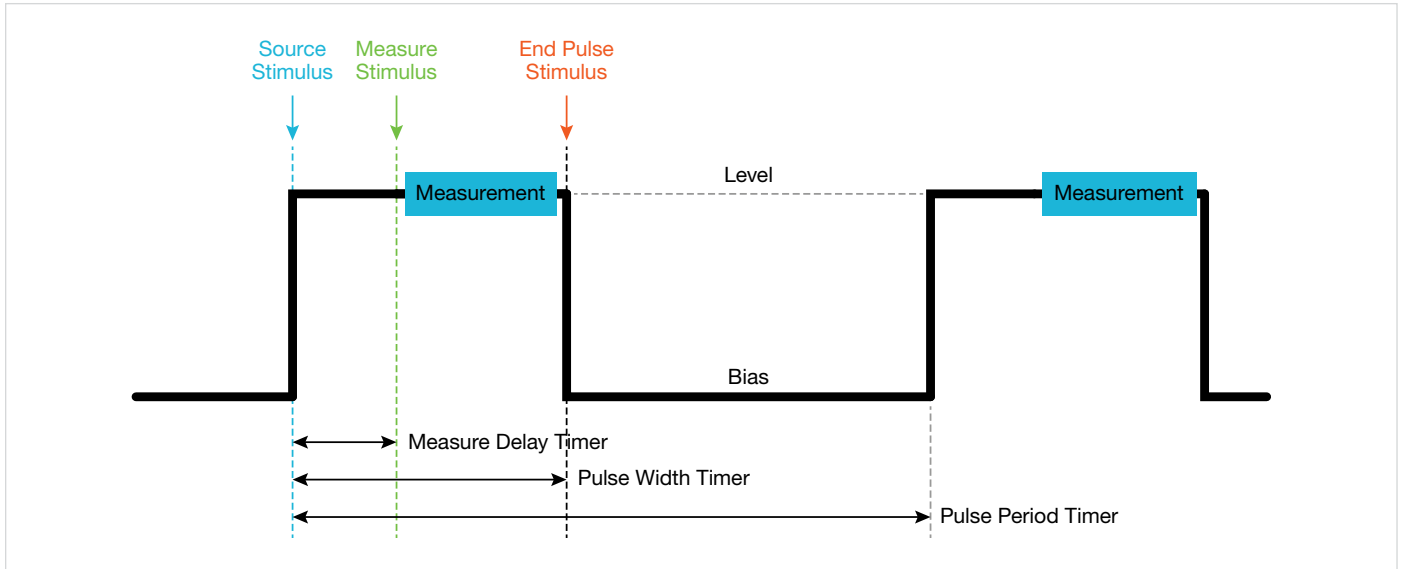 Source
Stimulus
Measure
Stimulus
End Pulse
Stimulus
Level
Measurement
Measurement
Bias
Measure Delay Timer
Pulse Width Timer
Pulse Period Timer